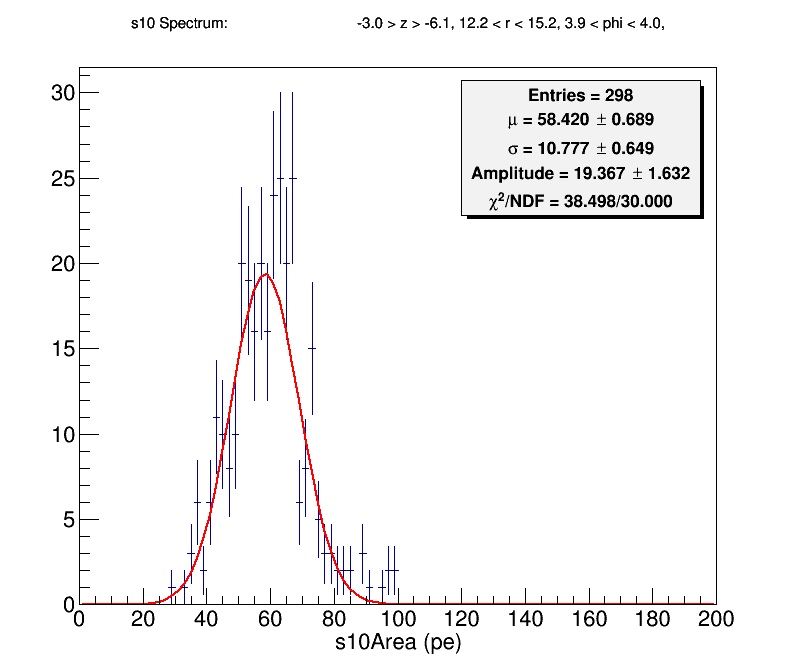 s10 Spectrum: -3.0 > z > -6.1, 12.2 < r < 15.2, 3.9 < phi < 4.0,
Entries = 298
μ = 58.420 ± 0.689
σ = 10.777 ± 0.649
Amplitude = 19.367 ± 1.632
χ²/NDF = 38.498/30.000
30
25
20
15
10
5
0
0 20 40 60 80 100 120 140 160 180 200
s10Area (pe)